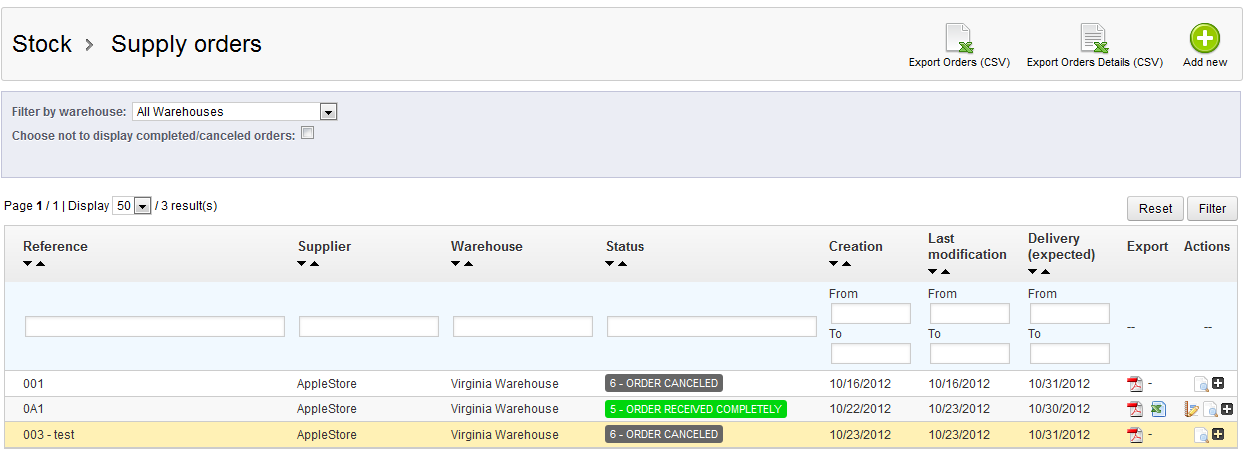 Stock > Supply orders
Export Orders (CSV) Export Orders Details (CSV) Add new
Filter by warehouse: All Warehouses
Choose not to display completed/canceled orders:
Page 1 / 1 | Display 50 / 3 result(s)
Reset Filter
Reference Supplier Warehouse Status Creation Last modification Delivery (expected) Export Actions
From From From
-- --
To To To
001 AppleStore Virginia Warehouse 6 - ORDER CANCELED 10/16/2012 10/16/2012 10/31/2012 -
0A1 AppleStore Virginia Warehouse 5 - ORDER RECEIVED COMPLETELY 10/22/2012 10/23/2012 10/30/2012
003 - test AppleStore Virginia Warehouse 6 - ORDER CANCELED 10/23/2012 10/23/2012 10/31/2012 -